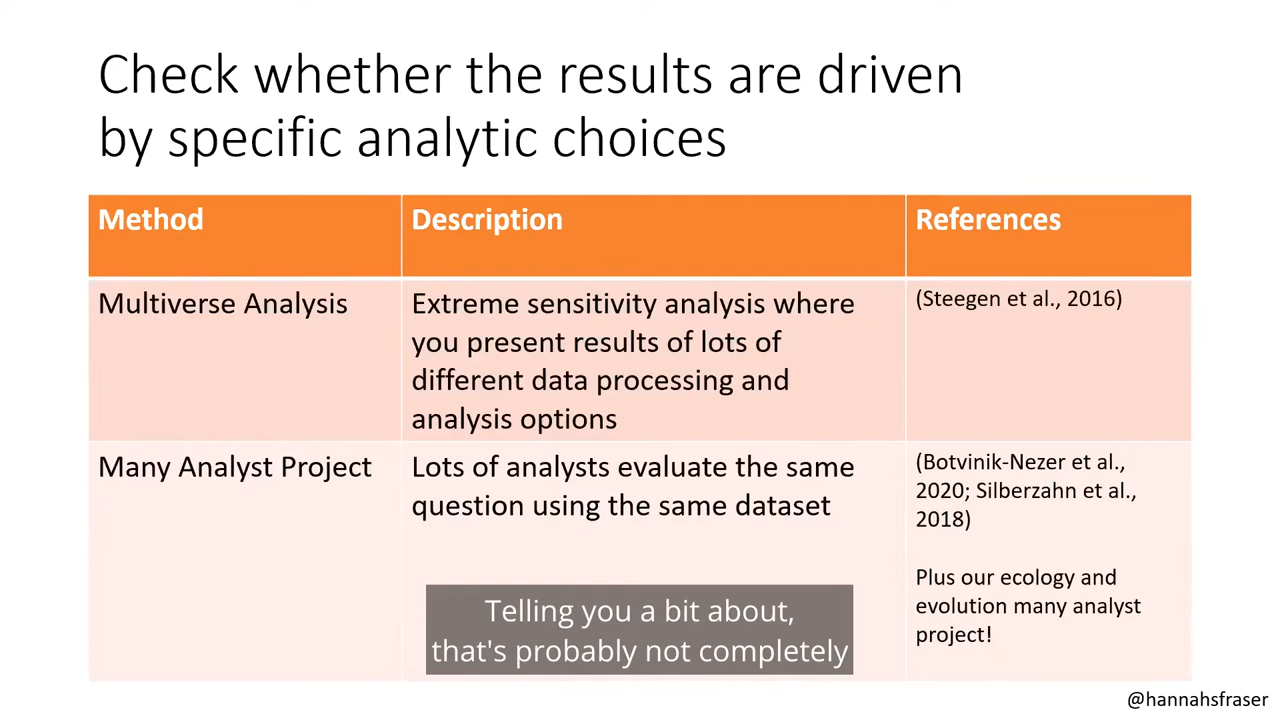 Check whether the results are driven
by specific analytic choices
Method
Description
References
Multiverse Analysis
Extreme sensitivity analysis where
you present results of lots of
different data processing and
analysis options
(Steegen et al., 2016)
Many Analyst Project
Lots of analysts evaluate the same
question using the same dataset
(Botvinik-Nezer et al.,
2020; Silberzahn et al.,
2018)
Plus our ecology and
evolution many analyst
project!
Telling you a bit about,
that's probably not completely
@hannahsfraser